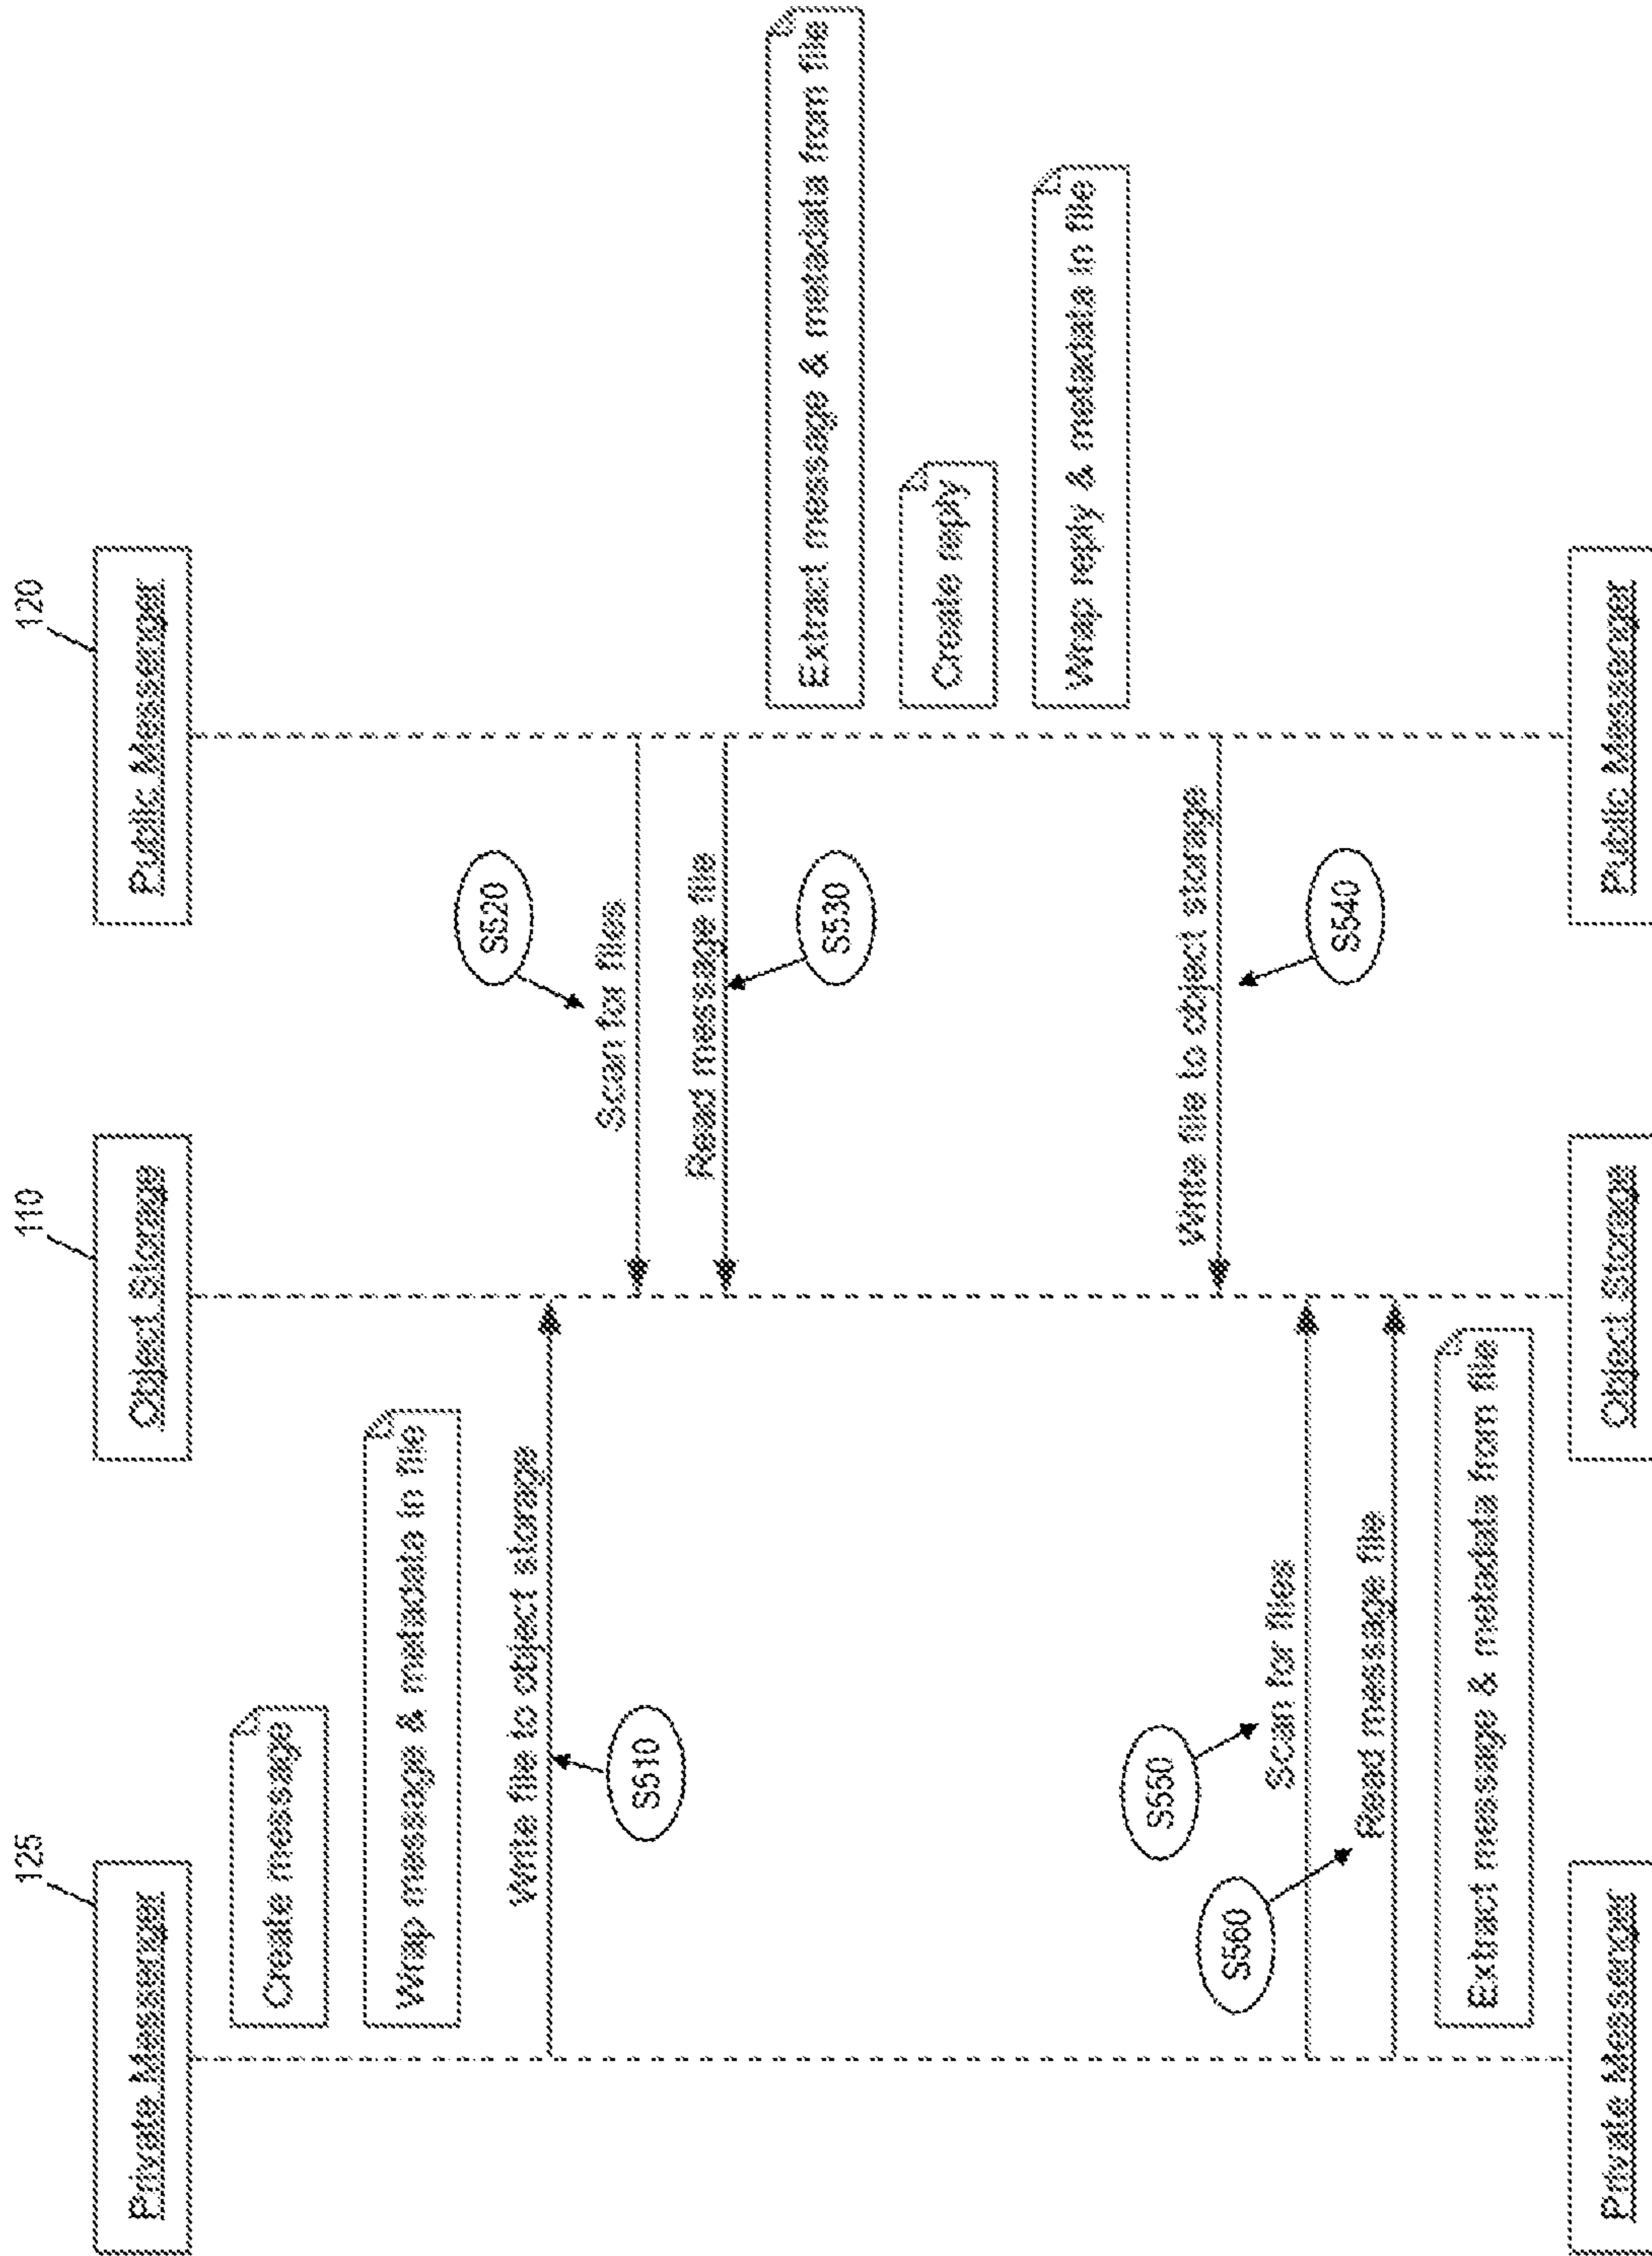 125
110
120
Private Messenger
Object Storage
Public Messenger
Create message
Wrap message & metadata in file
Write file to object storage
S510
S520
Scan for files
Read message file
S530
Extract message & metadata from file
Create reply
Wrap reply & metadata in file
Write file to object storage
S540
S550
Scan for files
S560
Read message file
Extract message & metadata from file
Private Messenger
Object Storage
Public Messenger